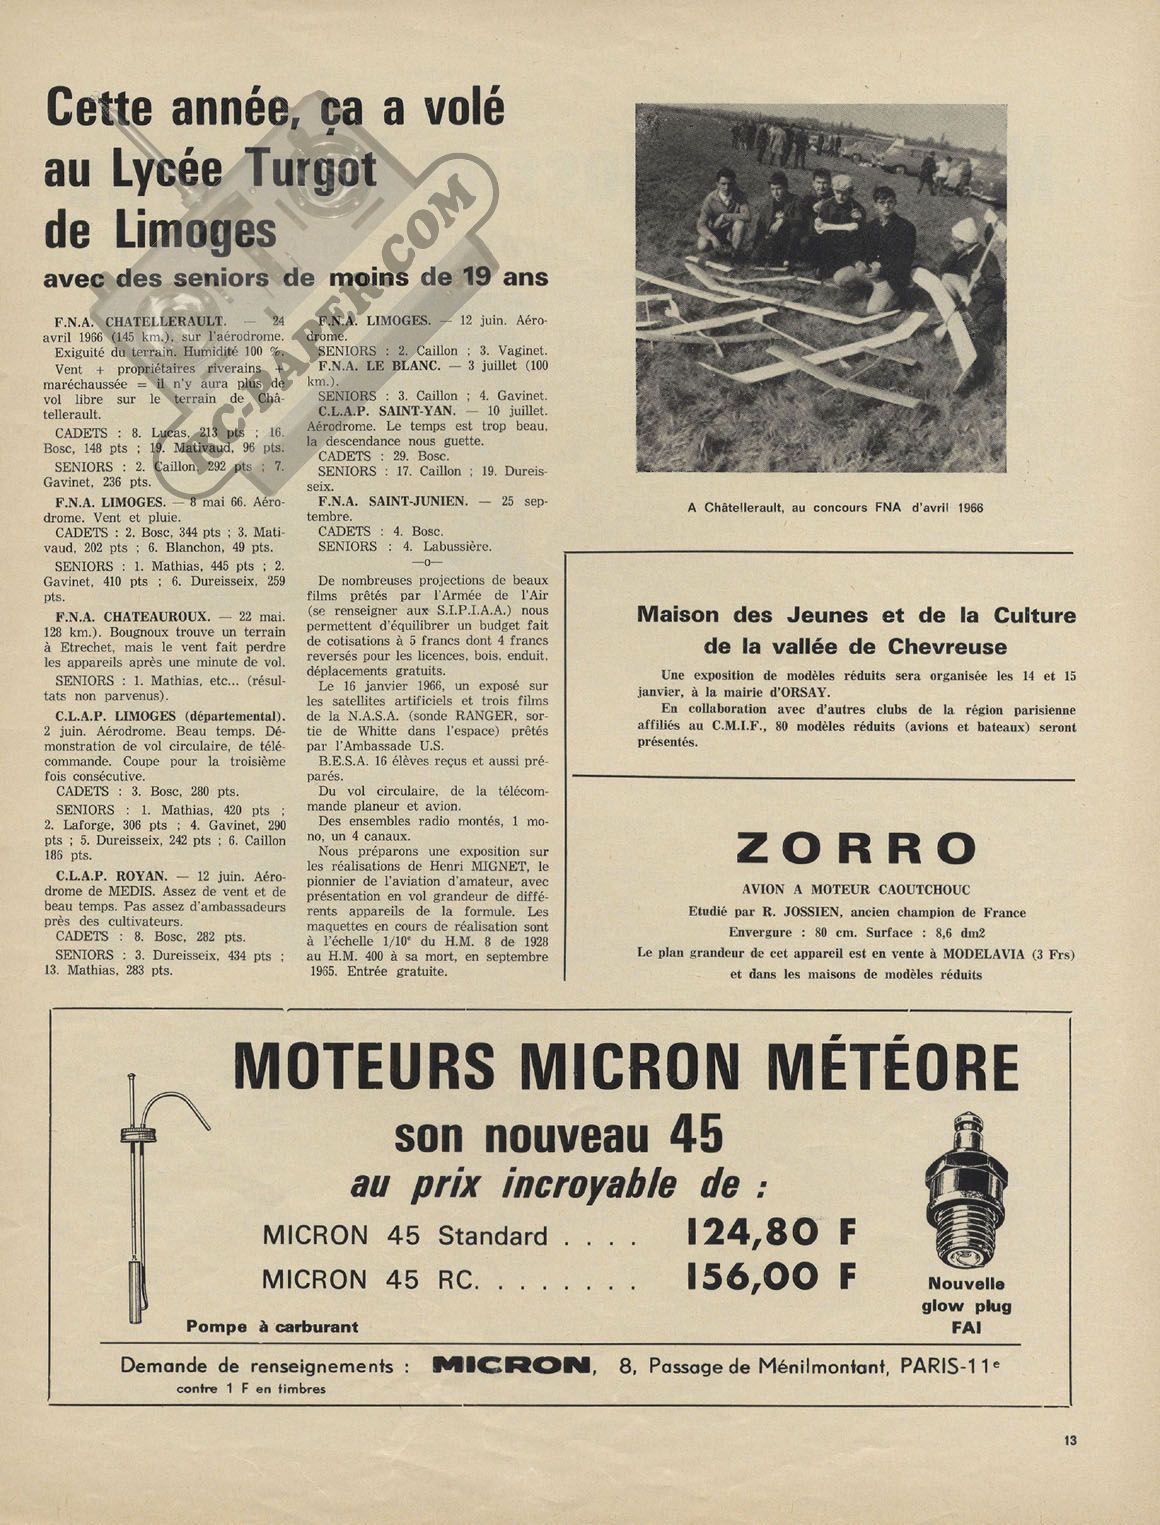 Cette année, ça a volé
au Lycée Turgot
de Limoges
avec des seniors de moins de 19 ans
F.N.A. CHATELLERAULT. — 24
avril 1966 (145 km.), sur l'aérodrome.
Exiguité du terrain. Humidité 100 %.
Vent + propriétaires riverains +
maréchaussée = il n'y aura plus de
vol libre sur le terrain de Châ-
tellerault.
CADETS : 8. Lucas, 213 pts ; 16.
Bosc, 148 pts ; 19. Mativaud, 96 pts.
SENIORS : 2. Caillon, 292 pts ; 7.
Gavinet, 236 pts.
F.N.A. LIMOGES. — 8 mai 66. Aéro-
drome. Vent et pluie.
CADETS : 2. Bosc, 344 pts ; 3. Mati-
vaud, 202 pts ; 6. Blanchon, 49 pts.
SENIORS : 1. Mathias, 445 pts ; 2.
Gavinet, 410 pts ; 6. Dureisseix, 259
pts.
F.N.A. CHATEAUROUX. — 22 mai.
128 km.). Bougnoux trouve un terrain
à Etrechet, mais le vent fait perdre
les appareils après une minute de vol.
SENIORS : 1. Mathias, etc... (résul-
tats non parvenus).
C.L.A.P. LIMOGES (départemental).
2 juin. Aérodrome. Beau temps. Dé-
monstration de vol circulaire, de télé-
commande. Coupe pour la troisième
fois consécutive.
CADETS : 3. Bosc, 280 pts.
SENIORS : 1. Mathias, 420 pts ;
2. Laforge, 306 pts ; 4. Gavinet, 290
pts ; 5. Dureisseix, 242 pts ; 6. Caillon
186 pts.
C.L.A.P. ROYAN. — 12 juin. Aéro-
drome de MEDIS. Assez de vent et de
beau temps. Pas assez d'ambassadeurs
près des cultivateurs.
CADETS : 8. Bosc, 282 pts.
SENIORS : 3. Dureisseix, 434 pts ;
13. Mathias, 283 pts.
F.N.A. LIMOGES. — 12 juin. Aéro-
drome.
SENIORS : 2. Caillon ; 3. Vaginet.
F.N.A. LE BLANC. — 3 juillet (100
km.).
SENIORS : 3. Caillon ; 4. Gavinet.
C.L.A.P. SAINT-YAN. — 10 juillet.
Aérodrome. Le temps est trop beau,
la descendance nous guette.
CADETS : 29. Bosc.
SENIORS : 17. Caillon ; 19. Dureis-
seix.
F.N.A. SAINT-JUNIEN. — 25 sep-
tembre.
CADETS : 4. Bosc.
SENIORS : 4. Labussière.
—o—
De nombreuses projections de beaux
films prêtés par l'Armée de l'Air
(se renseigner aux S.I.P.I.A.A.) nous
permettent d'équilibrer un budget fait
de cotisations à 5 francs dont 4 francs
reversés pour les licences, bois, enduit,
déplacements gratuits.
Le 16 janvier 1966, un exposé sur
les satellites artificiels et trois films
de la N.A.S.A. (sonde RANGER, sor-
tie de Whitte dans l'espace) prêtés
par l'Ambassade U.S.
B.E.S.A. 16 élèves reçus et aussi pré-
parés.
Du vol circulaire, de la télécom-
mande planeur et avion.
Des ensembles radio montés, 1 mo-
no, un 4 canaux.
Nous préparons une exposition sur
les réalisations de Henri MIGNET, le
pionnier de l'aviation d'amateur, avec
présentation en vol grandeur de diffé-
rents appareils de la formule. Les
maquettes en cours de réalisation sont
à l'échelle 1/10e du H.M. 8 de 1928
au H.M. 400 à sa mort, en septembre
1965. Entrée gratuite.
A Châtellerault, au concours FNA d'avril 1966
Maison des Jeunes et de la Culture
de la vallée de Chevreuse
Une exposition de modèles réduits sera organisée les 14 et 15
janvier, à la mairie d'ORSAY.
En collaboration avec d'autres clubs de la région parisienne
affiliés au C.M.I.F., 80 modèles réduits (avions et bateaux) seront
présentés.
ZORRO
AVION A MOTEUR CAOUTCHOUC
Etudié par R. JOSSIEN, ancien champion de France
Envergure : 80 cm. Surface : 8,6 dm2
Le plan grandeur de cet appareil est en vente à MODELAVIA (3 Frs)
et dans les maisons de modèles réduits
MOTEURS MICRON MÉTÉORE
son nouveau 45
au prix incroyable de :
MICRON 45 Standard . . . . 124,80 F
MICRON 45 RC. . . . . . . . 156,00 F
Pompe à carburant
Nouvelle
glow plug
FAI
Demande de renseignements : MICRON, 8, Passage de Ménilmontant, PARIS-11e
contre 1 F en timbres
13
RC-PAPER.COM